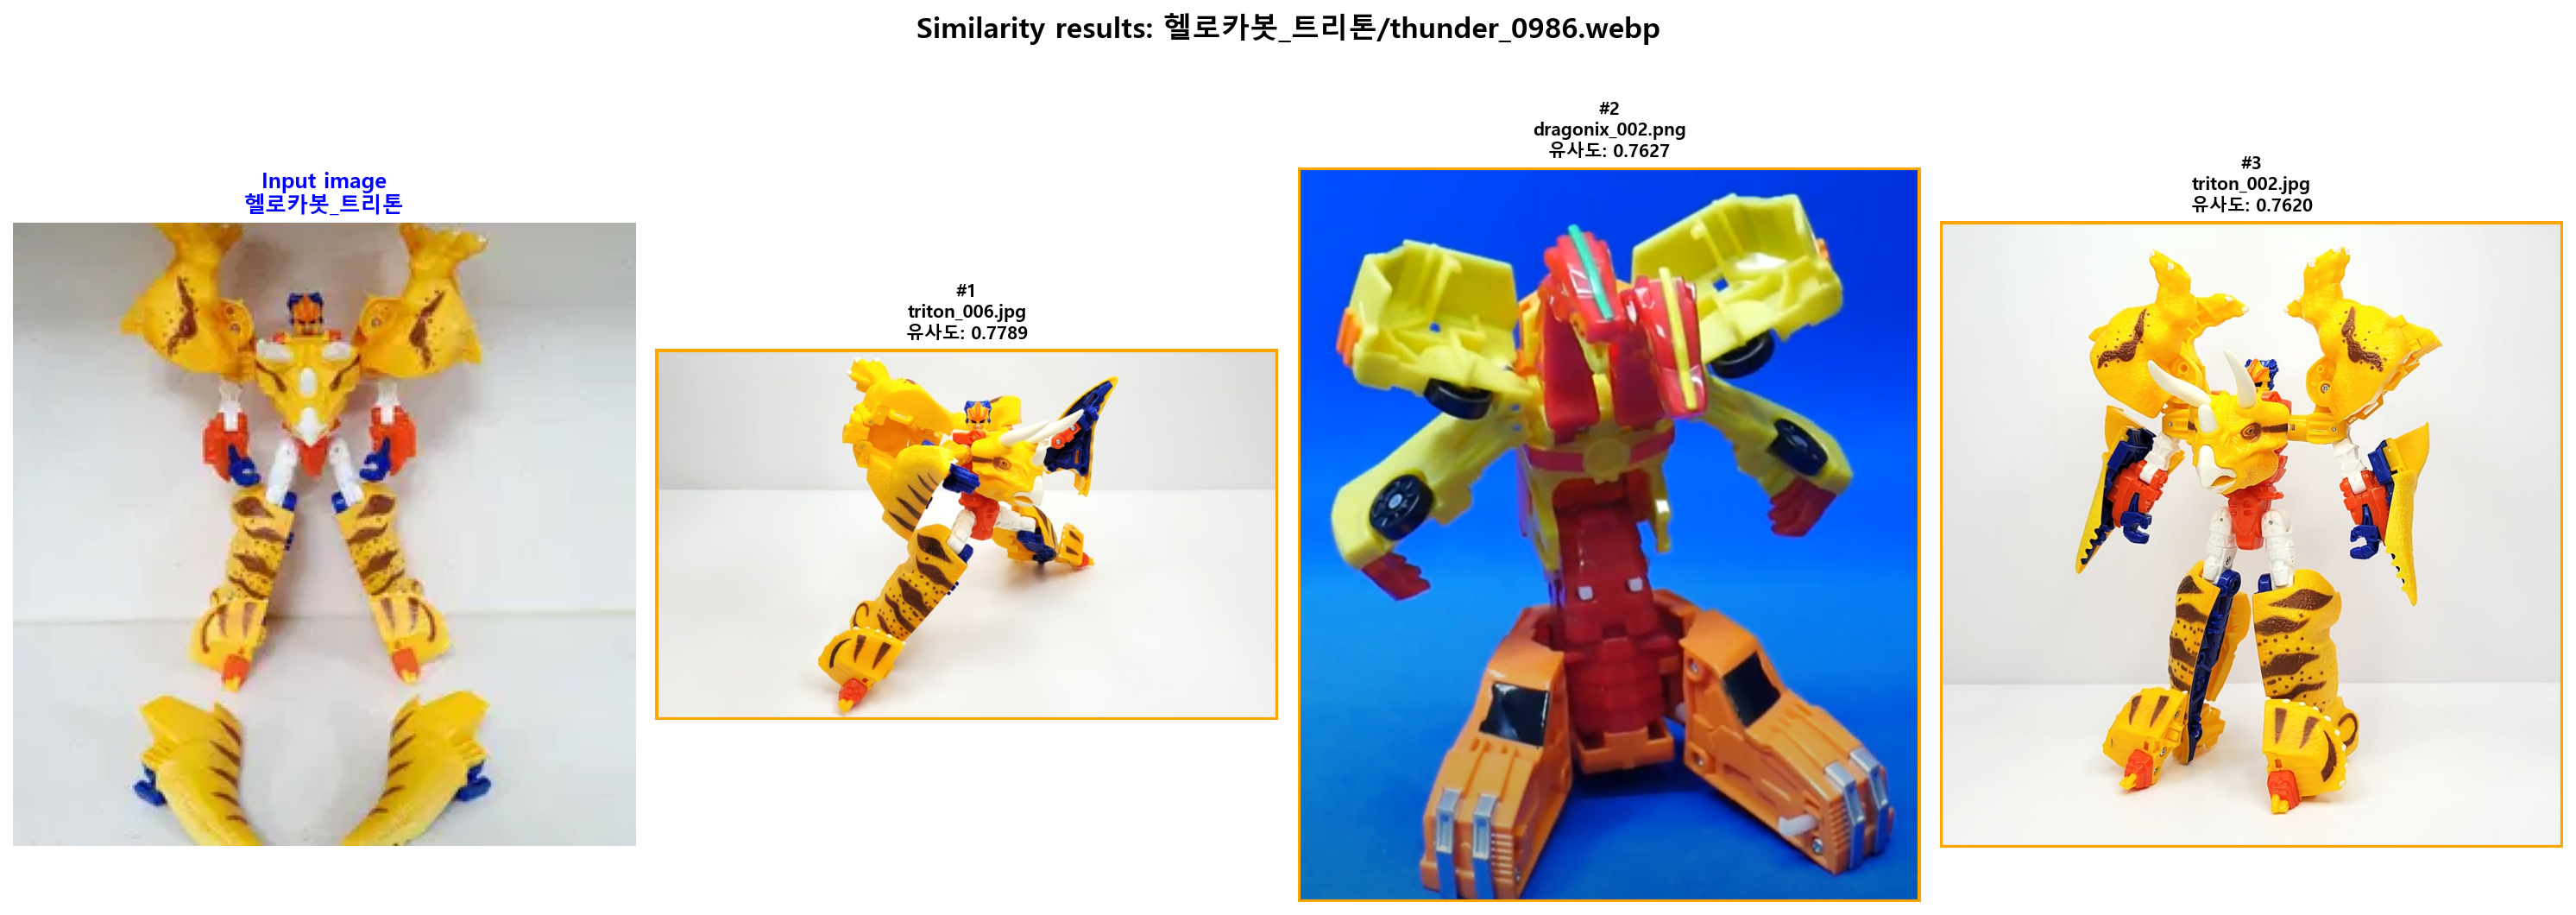 Similarity results: 헬로카봇_트리톤/thunder_0986.webp
Input image
헬로카봇_트리톤
#1
triton_006.jpg
유사도: 0.7789
#2
dragonix_002.png
유사도: 0.7627
#3
triton_002.jpg
유사도: 0.7620